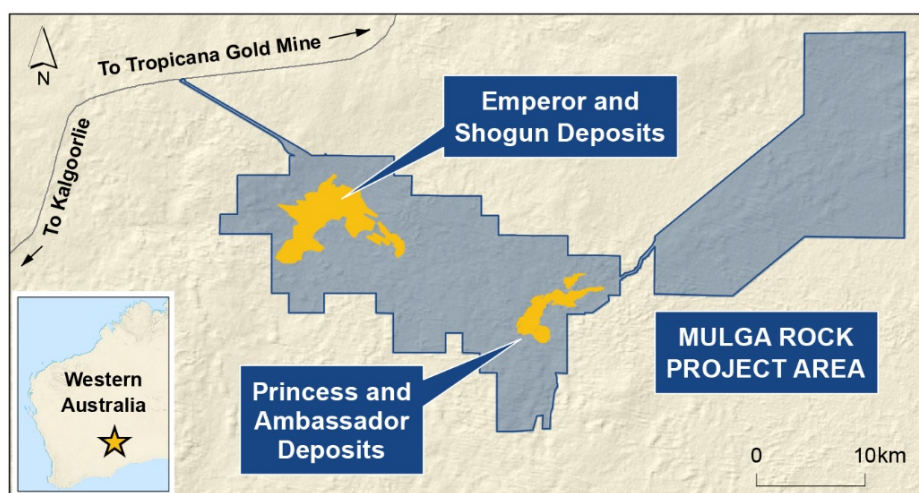 To Tropicana Gold Mine
N
To Kalgoorlie
Emperor and
Shogun Deposits
MULGA ROCK
PROJECT AREA
Princess and
Ambassador
Deposits
Western
Australia
0 10km